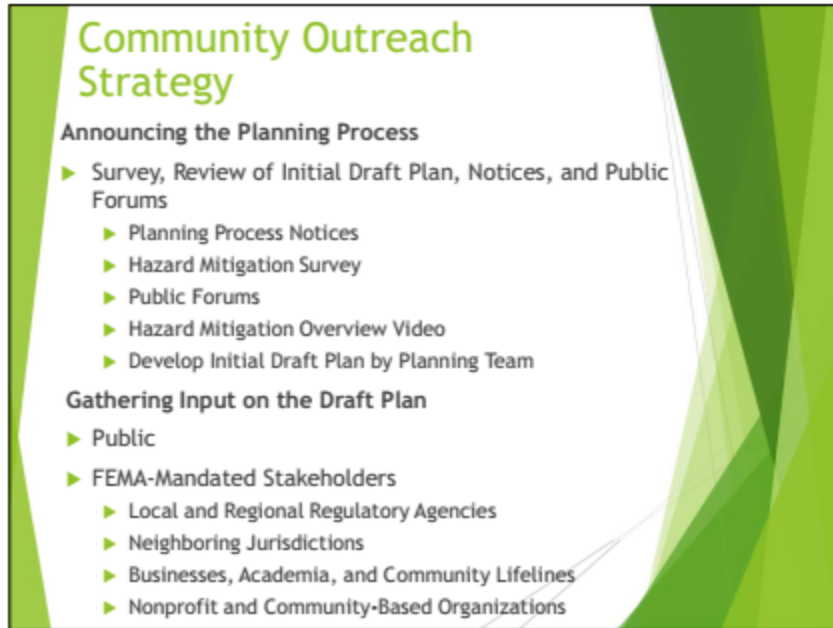 Community Outreach
Strategy
Announcing the Planning Process
Survey, Review of Initial Draft Plan, Notices, and Public
Forums
Planning Process Notices
Hazard Mitigation Survey
Public Forums
Hazard Mitigation Overview Video
Develop Initial Draft Plan by Planning Team
Gathering Input on the Draft Plan
Public
FEMA-Mandated Stakeholders
Local and Regional Regulatory Agencies
Neighboring Jurisdictions
Businesses, Academia, and Community Lifelines
Nonprofit and Community-Based Organizations